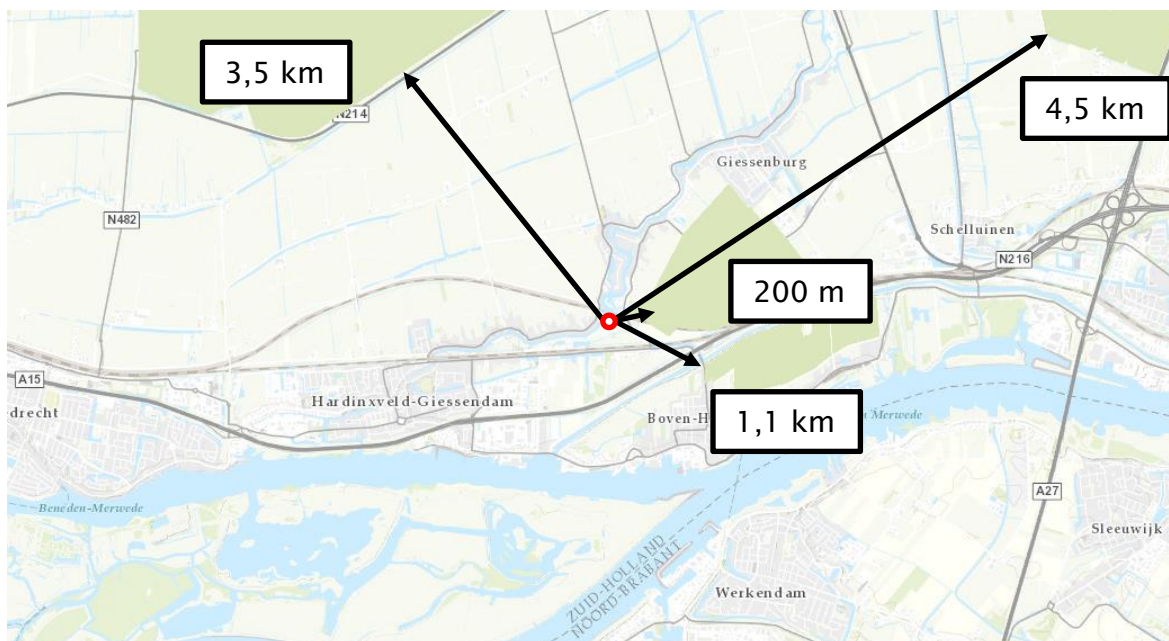 3,5 km
4,5 km
N214
Giessenburg
N482
Schelluinen
N216
200 m
A15
Hardinxveld-Giessendam
drecht
Boven-H
n Merwede
1,1 km
Beneden-Merwede
A27
Sleeuwijk
ZUID-HOLLAND
NOORD-BRABANT
Werkendam